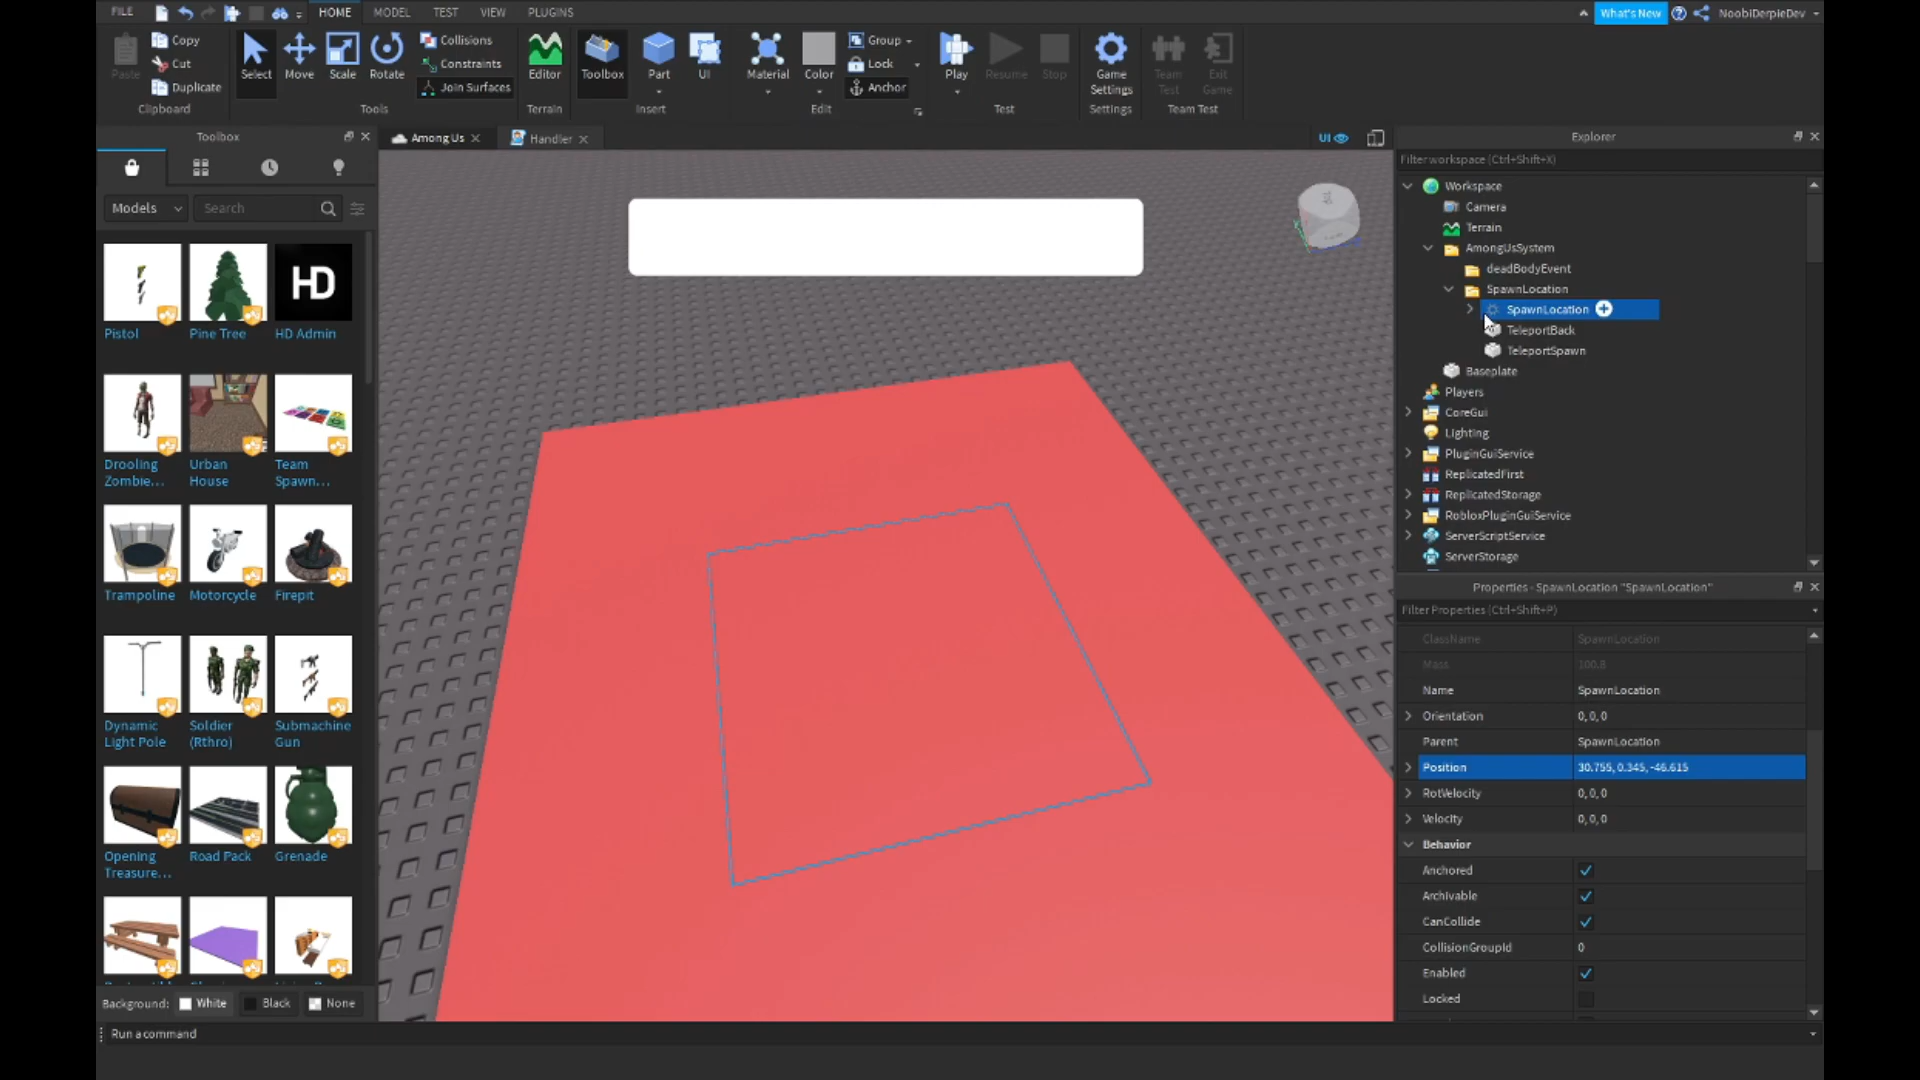 FILE HOME MODEL TEST VIEW PLUGINS What's New NoobiDerpieDev
Copy
Cut
Duplicate
Paste
Clipboard
Select Move Scale Rotate
Collisions
Constraints
Join Surfaces
Tools
Editor
Terrain
Toolbox Part UI
Insert
Material Color
Group
Lock
Anchor
Edit
Play Resume Stop
Test
Game Settings
Settings
Team Test
Exit Game
Team Test
Toolbox
Among Us Handler UI
Models Search
Pistol Pine Tree HD Admin
HD
Drooling Zombie... Urban House Team Spawn...
Trampoline Motorcycle Firepit
Dynamic Light Pole Soldier (Rthro) Submachine Gun
Opening Treasure... Road Pack Grenade
Background: White Black None
Run a command
Explorer
Filter workspace (Ctrl+Shift+X)
Workspace
Camera
Terrain
AmongUsSystem
deadBodyEvent
SpawnLocation
SpawnLocation
TeleportBack
TeleportSpawn
Baseplate
Players
CoreGui
Lighting
PluginGuiService
ReplicatedFirst
ReplicatedStorage
RobloxPluginGuiService
ServerScriptService
ServerStorage
Properties - SpawnLocation "SpawnLocation"
Filter Properties (Ctrl+Shift+P)
ClassName SpawnLocation
Mass 100.8
Name SpawnLocation
Orientation 0, 0, 0
Parent SpawnLocation
Position 30.755, 0.345, -46.615
RotVelocity 0, 0, 0
Velocity 0, 0, 0
Behavior
Anchored
Archivable
CanCollide
CollisionGroupId 0
Enabled
Locked